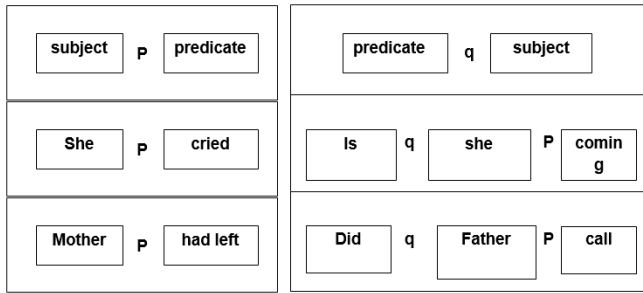 subject P predicate
She P cried
Mother P had left
predicate q subject
Is q she P comin
g
Did q Father P call